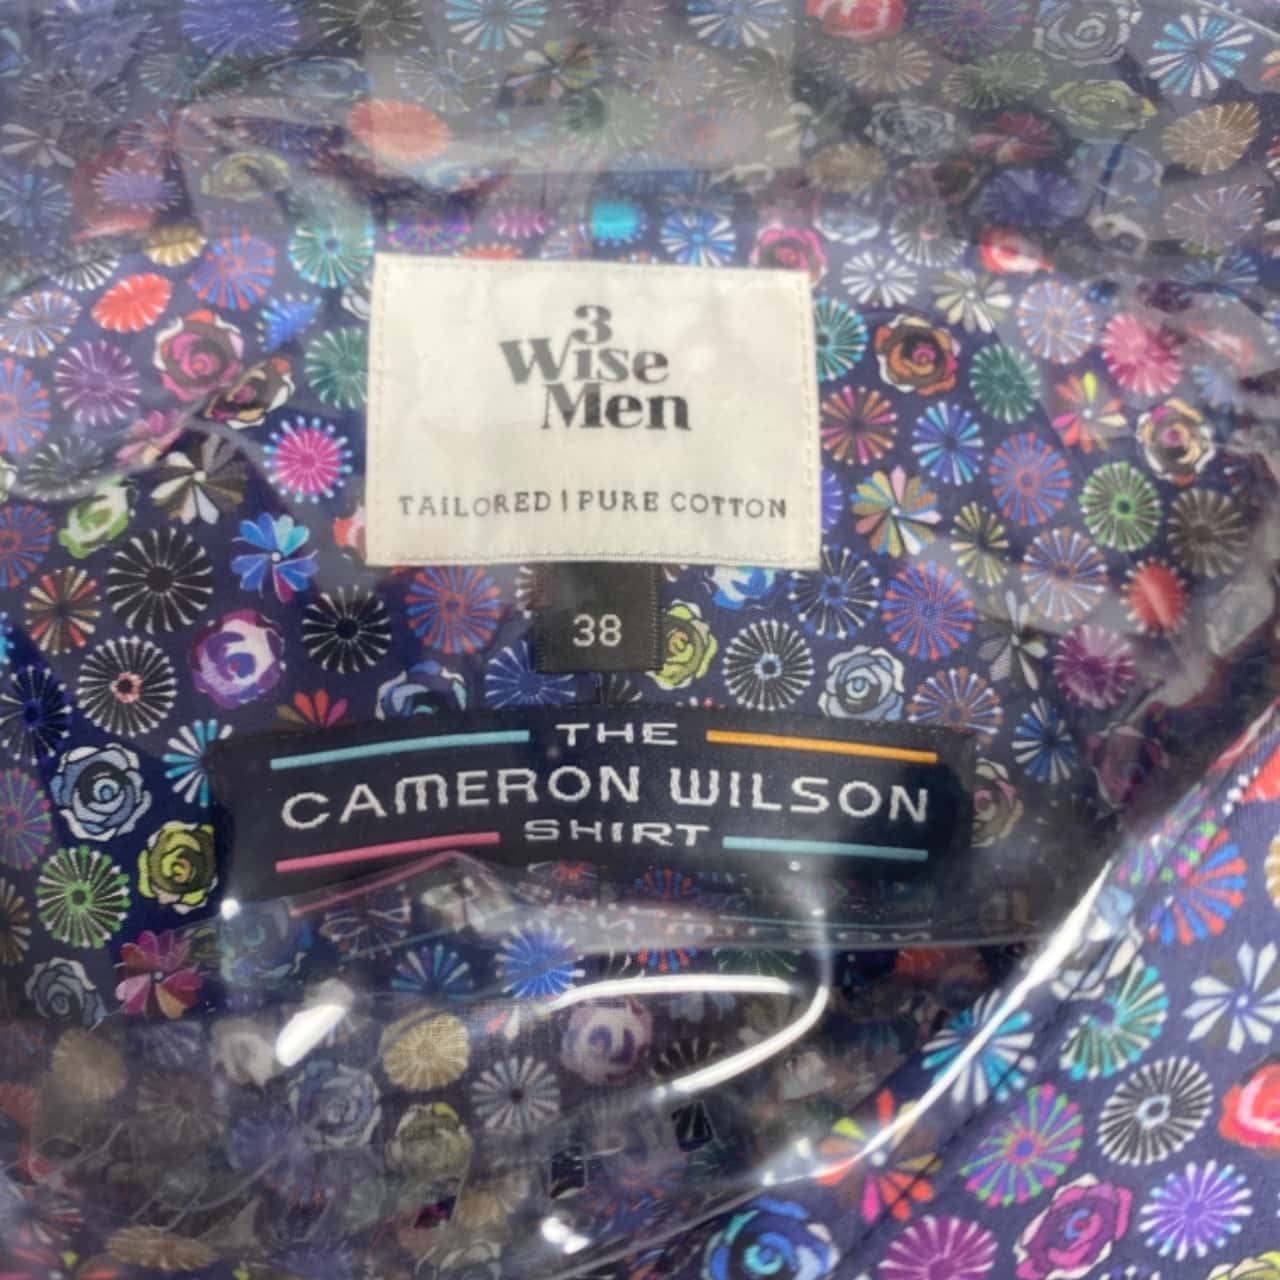 3
Wise
Men
TAILORED | PURE COTTON
38
THE
CAMERON WILSON
SHIRT